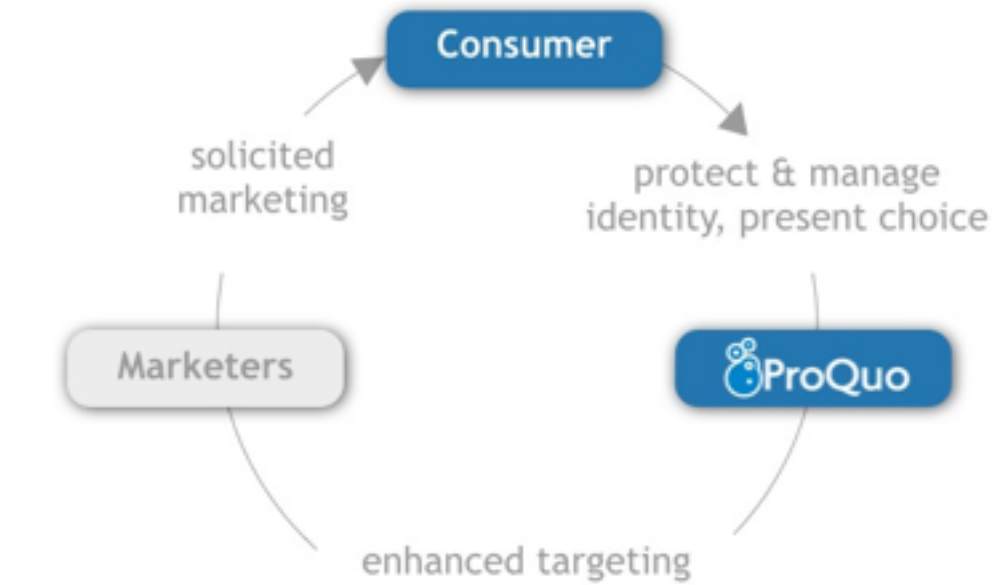 Consumer
solicited
marketing
protect & manage
identity, present choice
Marketers
ProQuo
enhanced targeting